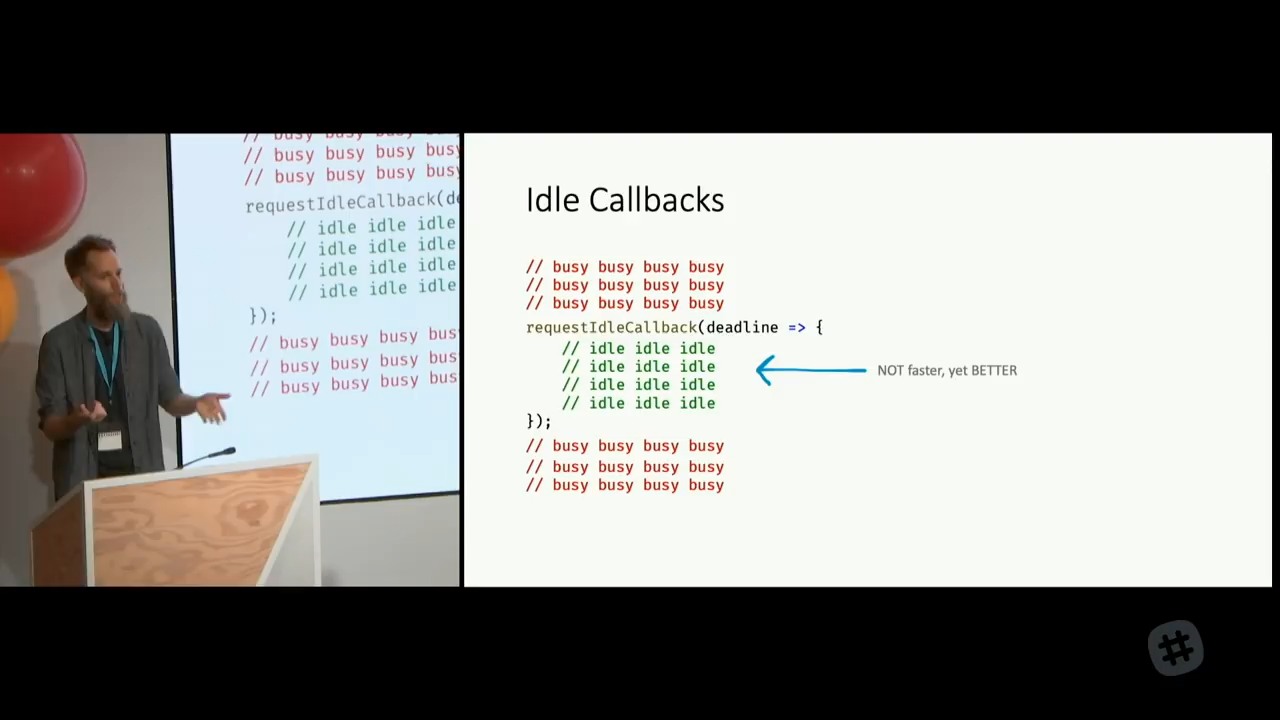 // busy busy busy busy
// busy busy busy busy
// busy busy busy
requestIdleCallback(de
// idle idle idle
// idle idle idle
// idle idle idle
// idle idle idle
});
// busy busy busy bus
// busy busy busy bus
// busy busy busy bus
Idle Callbacks
// busy busy busy busy
// busy busy busy busy
// busy busy busy busy
requestIdleCallback(deadline => {
// idle idle idle
// idle idle idle
// idle idle idle
// idle idle idle
});
// busy busy busy busy
// busy busy busy busy
// busy busy busy busy
NOT faster, yet BETTER
#